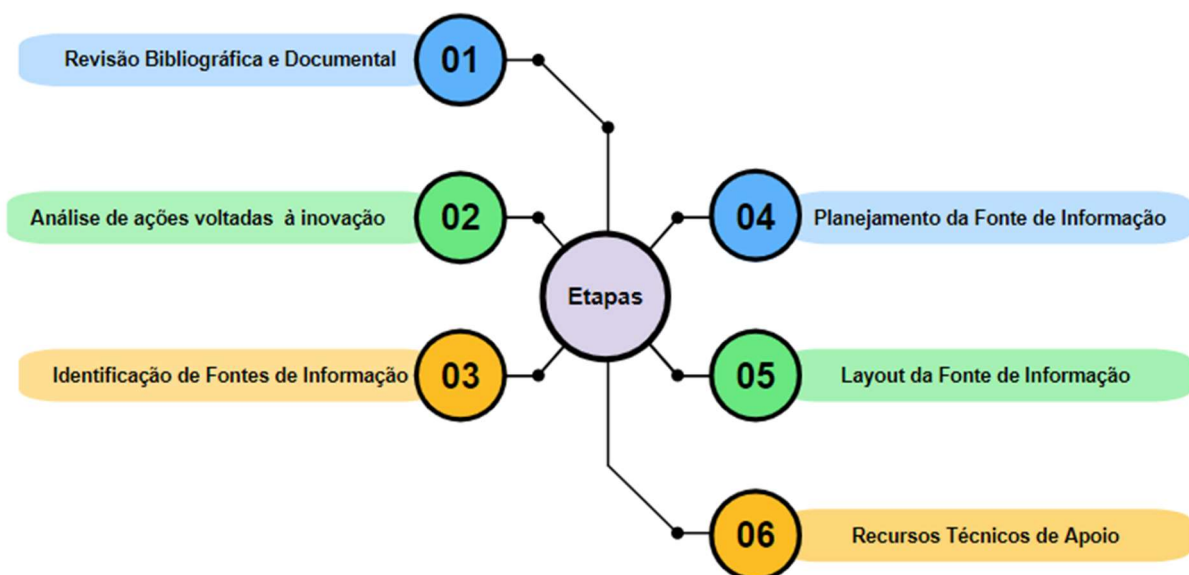 Revisão Bibliográfica e Documental
01
Análise de ações voltadas à inovação
02
Identificação de Fontes de Informação
03
Etapas
04
Planejamento da Fonte de Informação
05
Layout da Fonte de Informação
06
Recursos Técnicos de Apoio